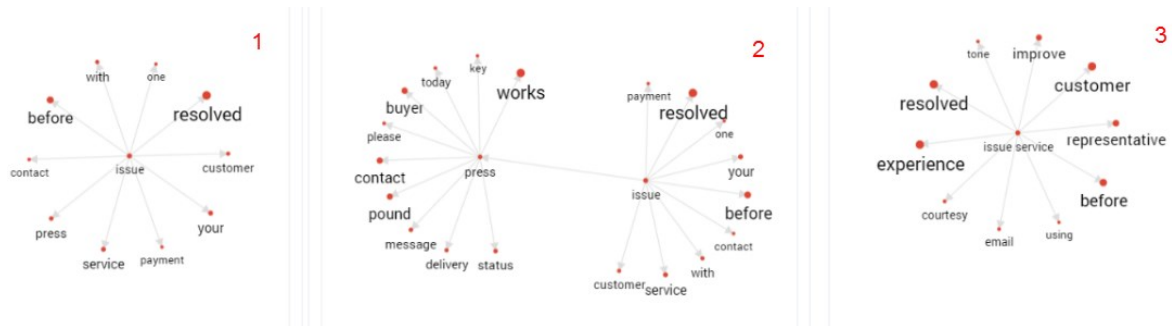 1
with
one
before
resolved
contact
issue
customer
press
your
service
payment
2
key
today
works
buyer
please
contact
press
pound
message
delivery
status
payment
resolved
one
your
issue
before
contact
with
customer
service
3
tone
improve
customer
resolved
representative
issue service
experience
before
courtesy
using
email